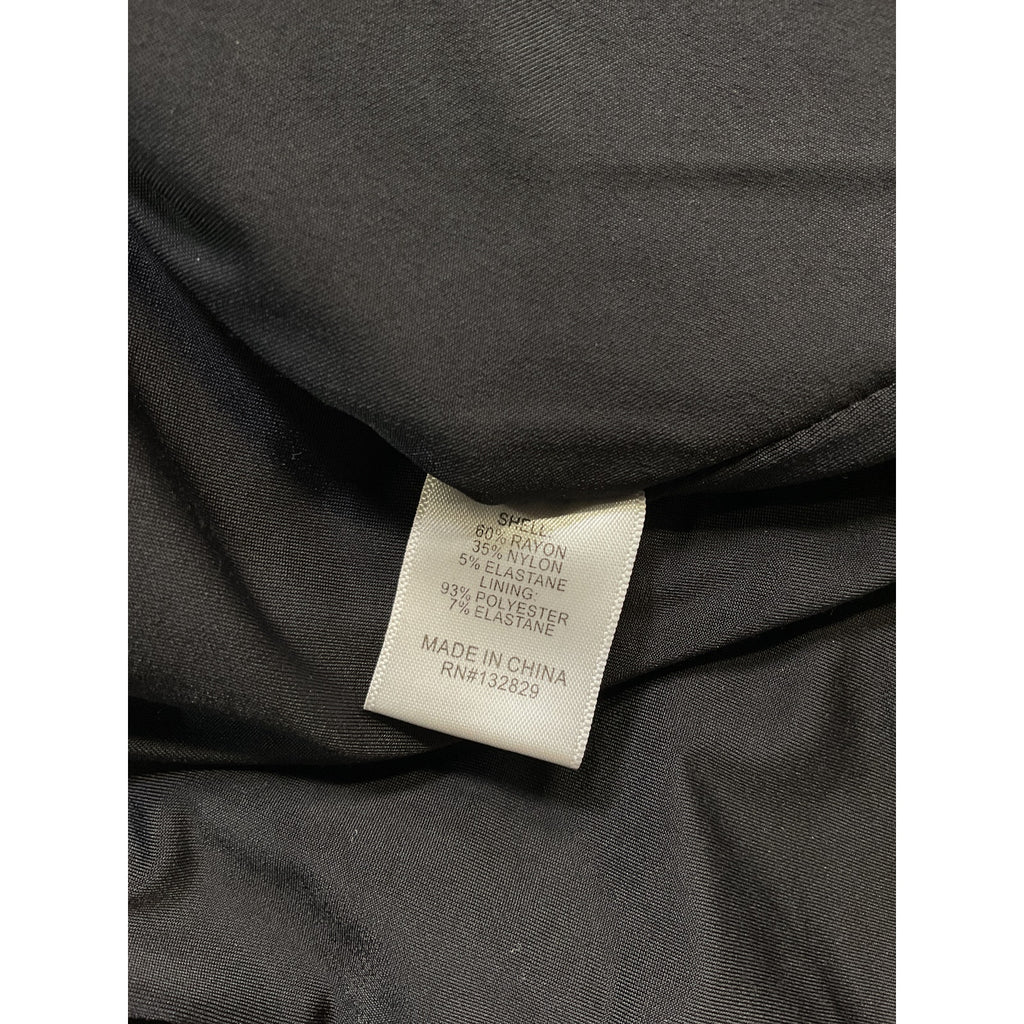 SHELL:
60% RAYON
35% NYLON
5% ELASTANE
LINING:
93% POLYESTER
7% ELASTANE
MADE IN CHINA
RN#132829